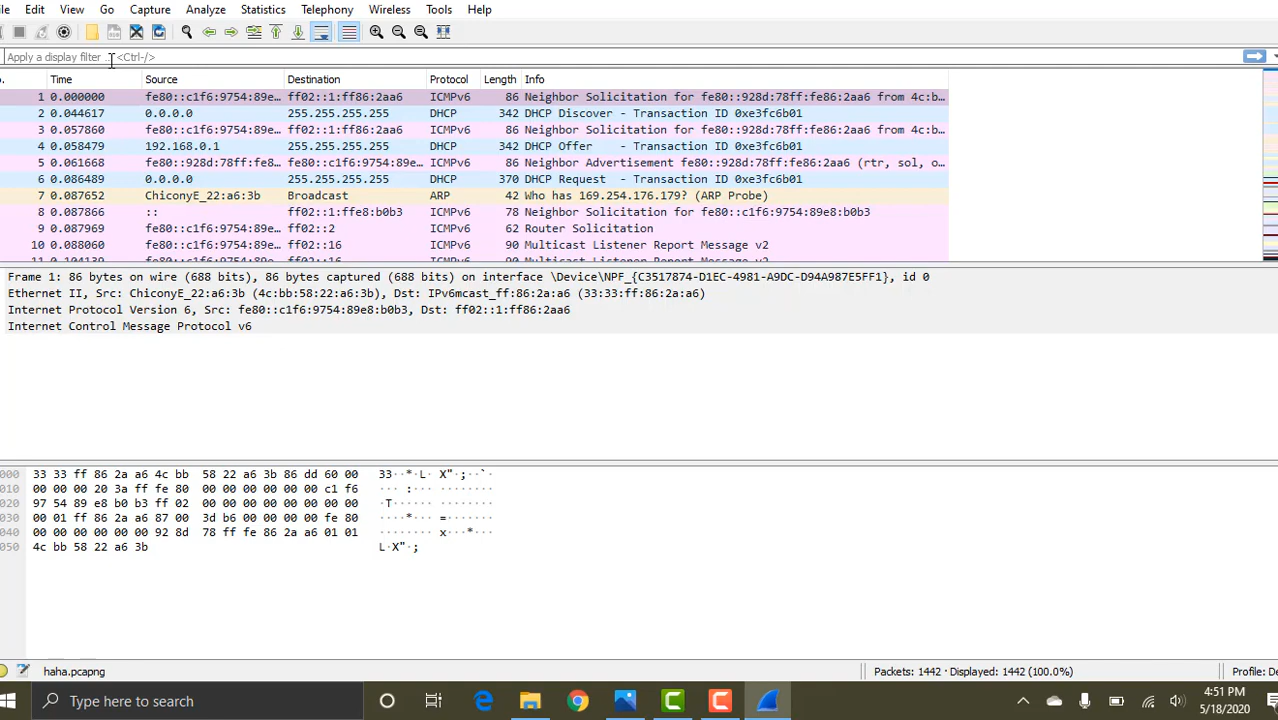 le Edit View Go Capture Analyze Statistics Telephony Wireless Tools Help
Apply a display filter ... <Ctrl-/>
o. Time Source Destination Protocol Length Info
1 0.000000 fe80::c1f6:9754:89e... ff02::1:ff86:2aa6 ICMPv6 86 Neighbor Solicitation for fe80::928d:78ff:fe86:2aa6 from 4c:b...
2 0.044617 0.0.0.0 255.255.255.255 DHCP 342 DHCP Discover - Transaction ID 0xe3fc6b01
3 0.057860 fe80::c1f6:9754:89e... ff02::1:ff86:2aa6 ICMPv6 86 Neighbor Solicitation for fe80::928d:78ff:fe86:2aa6 from 4c:b...
4 0.058479 192.168.0.1 255.255.255.255 DHCP 342 DHCP Offer - Transaction ID 0xe3fc6b01
5 0.061668 fe80::928d:78ff:fe8... fe80::c1f6:9754:89e... ICMPv6 86 Neighbor Advertisement fe80::928d:78ff:fe86:2aa6 (rtr, sol, o...
6 0.086489 0.0.0.0 255.255.255.255 DHCP 370 DHCP Request - Transaction ID 0xe3fc6b01
7 0.087652 ChiconyE_22:a6:3b Broadcast ARP 42 Who has 169.254.176.179? (ARP Probe)
8 0.087866 :: ff02::1:ffe8:b0b3 ICMPv6 78 Neighbor Solicitation for fe80::c1f6:9754:89e8:b0b3
9 0.087969 fe80::c1f6:9754:89e... ff02::2 ICMPv6 62 Router Solicitation
10 0.088060 fe80::c1f6:9754:89e... ff02::16 ICMPv6 90 Multicast Listener Report Message v2
11 0.104139 fe80::c1f6:9754:89e... ff02::16 ICMPv6 90 Multicast Listener Report Message v2
Frame 1: 86 bytes on wire (688 bits), 86 bytes captured (688 bits) on interface \Device\NPF_{C3517874-D1EC-4981-A9DC-D94A987E5FF1}, id 0
Ethernet II, Src: ChiconyE_22:a6:3b (4c:bb:58:22:a6:3b), Dst: IPv6mcast_ff:86:2a:a6 (33:33:ff:86:2a:a6)
Internet Protocol Version 6, Src: fe80::c1f6:9754:89e8:b0b3, Dst: ff02::1:ff86:2aa6
Internet Control Message Protocol v6
000 33 33 ff 86 2a a6 4c bb 58 22 a6 3b 86 dd 60 00 33··*·L· X"·;··`·
010 00 00 00 20 3a ff fe 80 00 00 00 00 00 00 c1 f6 ··· :··· ········
020 97 54 89 e8 b0 b3 ff 02 00 00 00 00 00 00 00 00 ·T······ ········
030 00 01 ff 86 2a a6 87 00 3d b6 00 00 00 00 fe 80 ····*··· =·······
040 00 00 00 00 00 00 92 8d 78 ff fe 86 2a a6 01 01 ········ x···*···
050 4c bb 58 22 a6 3b L·X"·;
haha.pcapng Packets: 1442 · Displayed: 1442 (100.0%) Profile: De
Type here to search
4:51 PM
5/18/2020